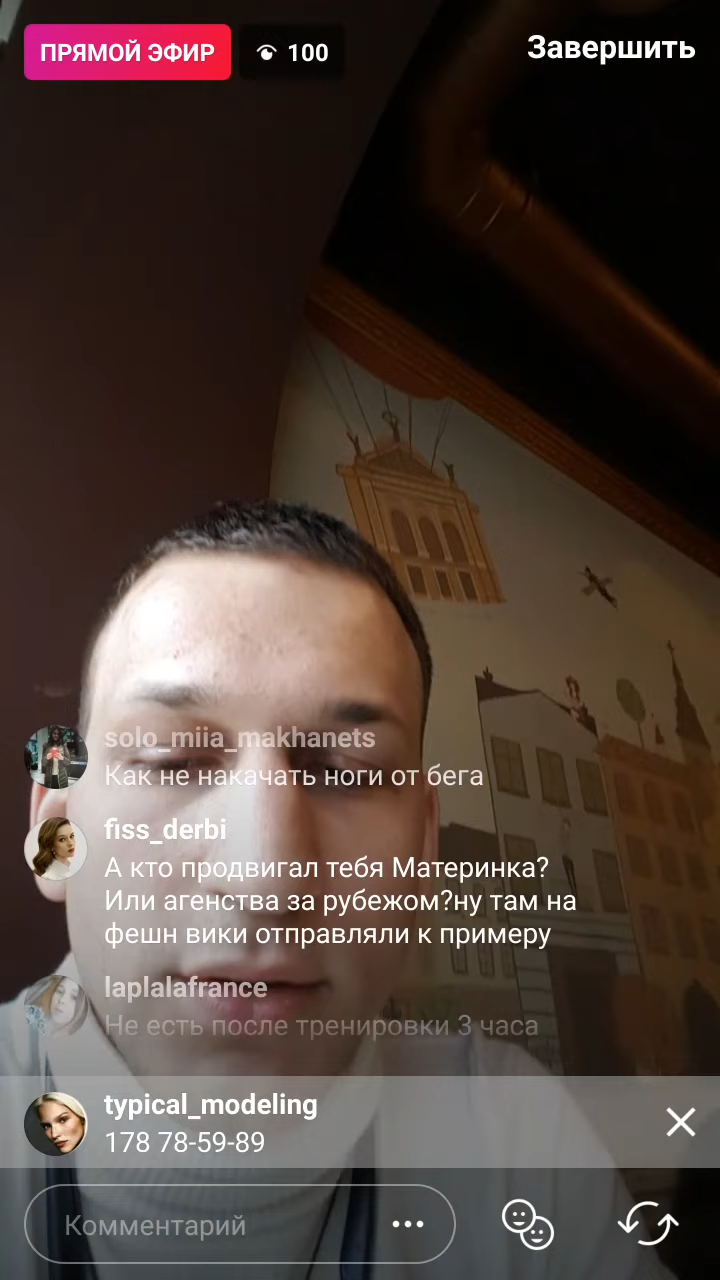 ПРЯМОЙ ЭФИР
100
Завершить
solo_miia_makhanets
Как не накачать ноги от бега
fiss_derbi
А кто продвигал тебя Материнка?
Или агенства за рубежом?ну там на
фешн вики отправляли к примеру
laplalafrance
Не есть после тренировки 3 часа
typical_modeling
178 78-59-89
Комментарий